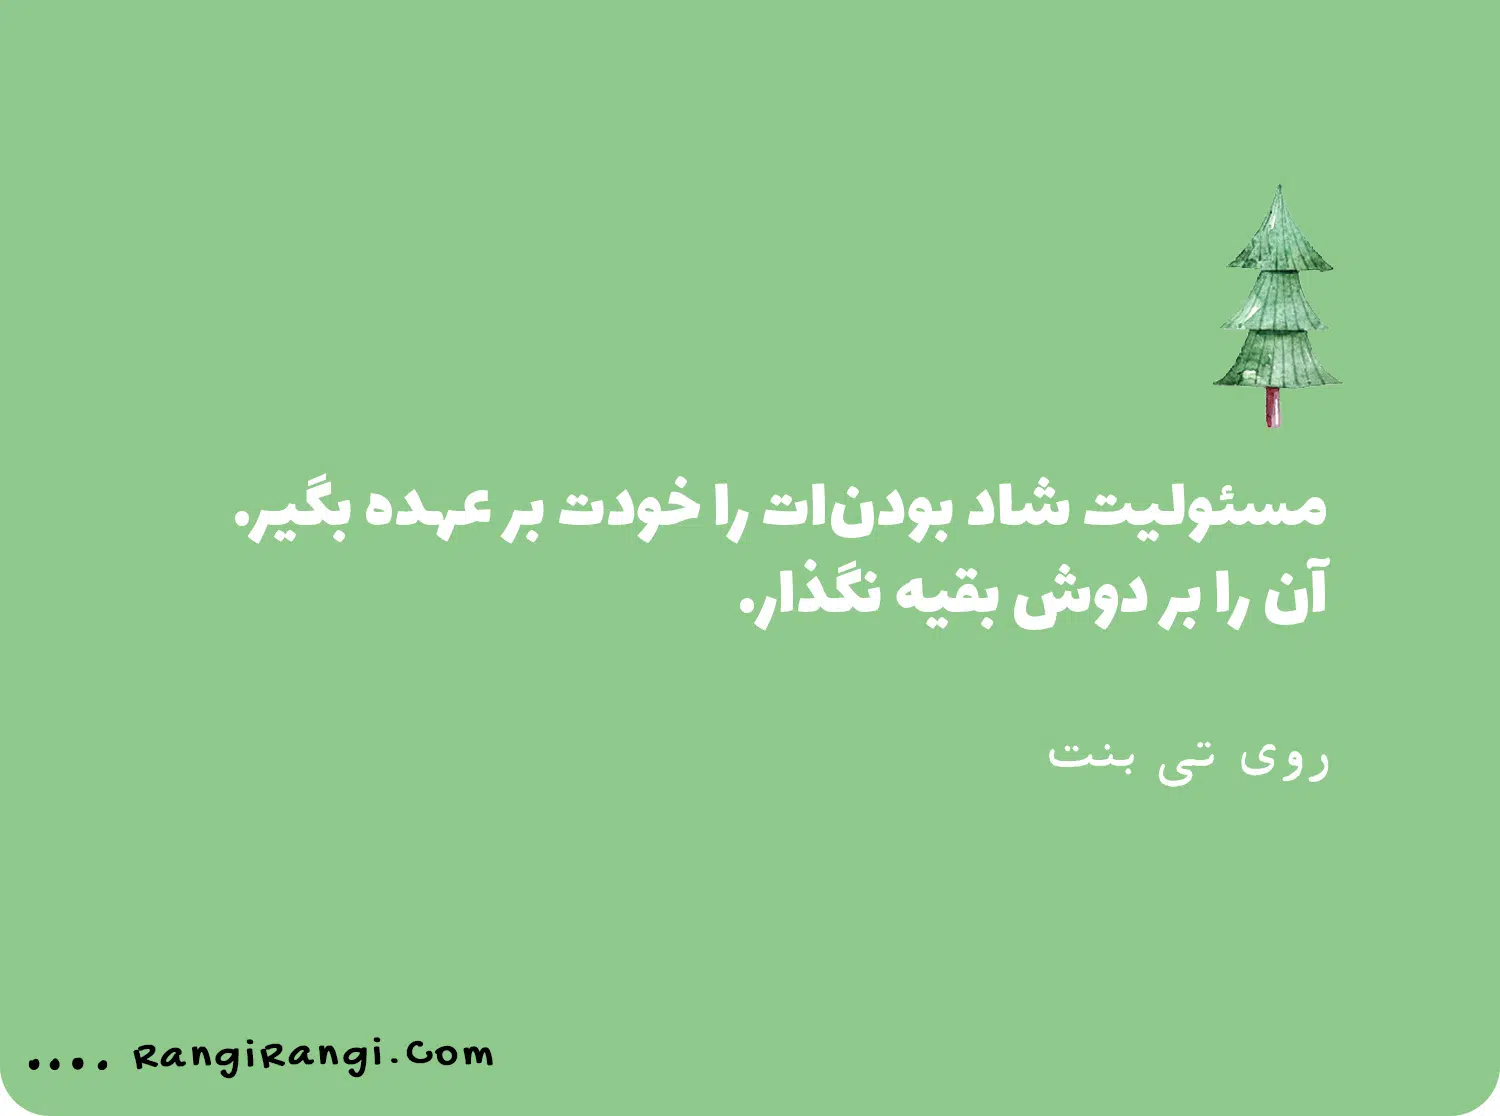 مسئولیت شاد بودن‌ات را خودت بر عهده بگیر.
آن را بر دوش بقیه نگذار.
روی تی بنت
.... RangiRangi.Com